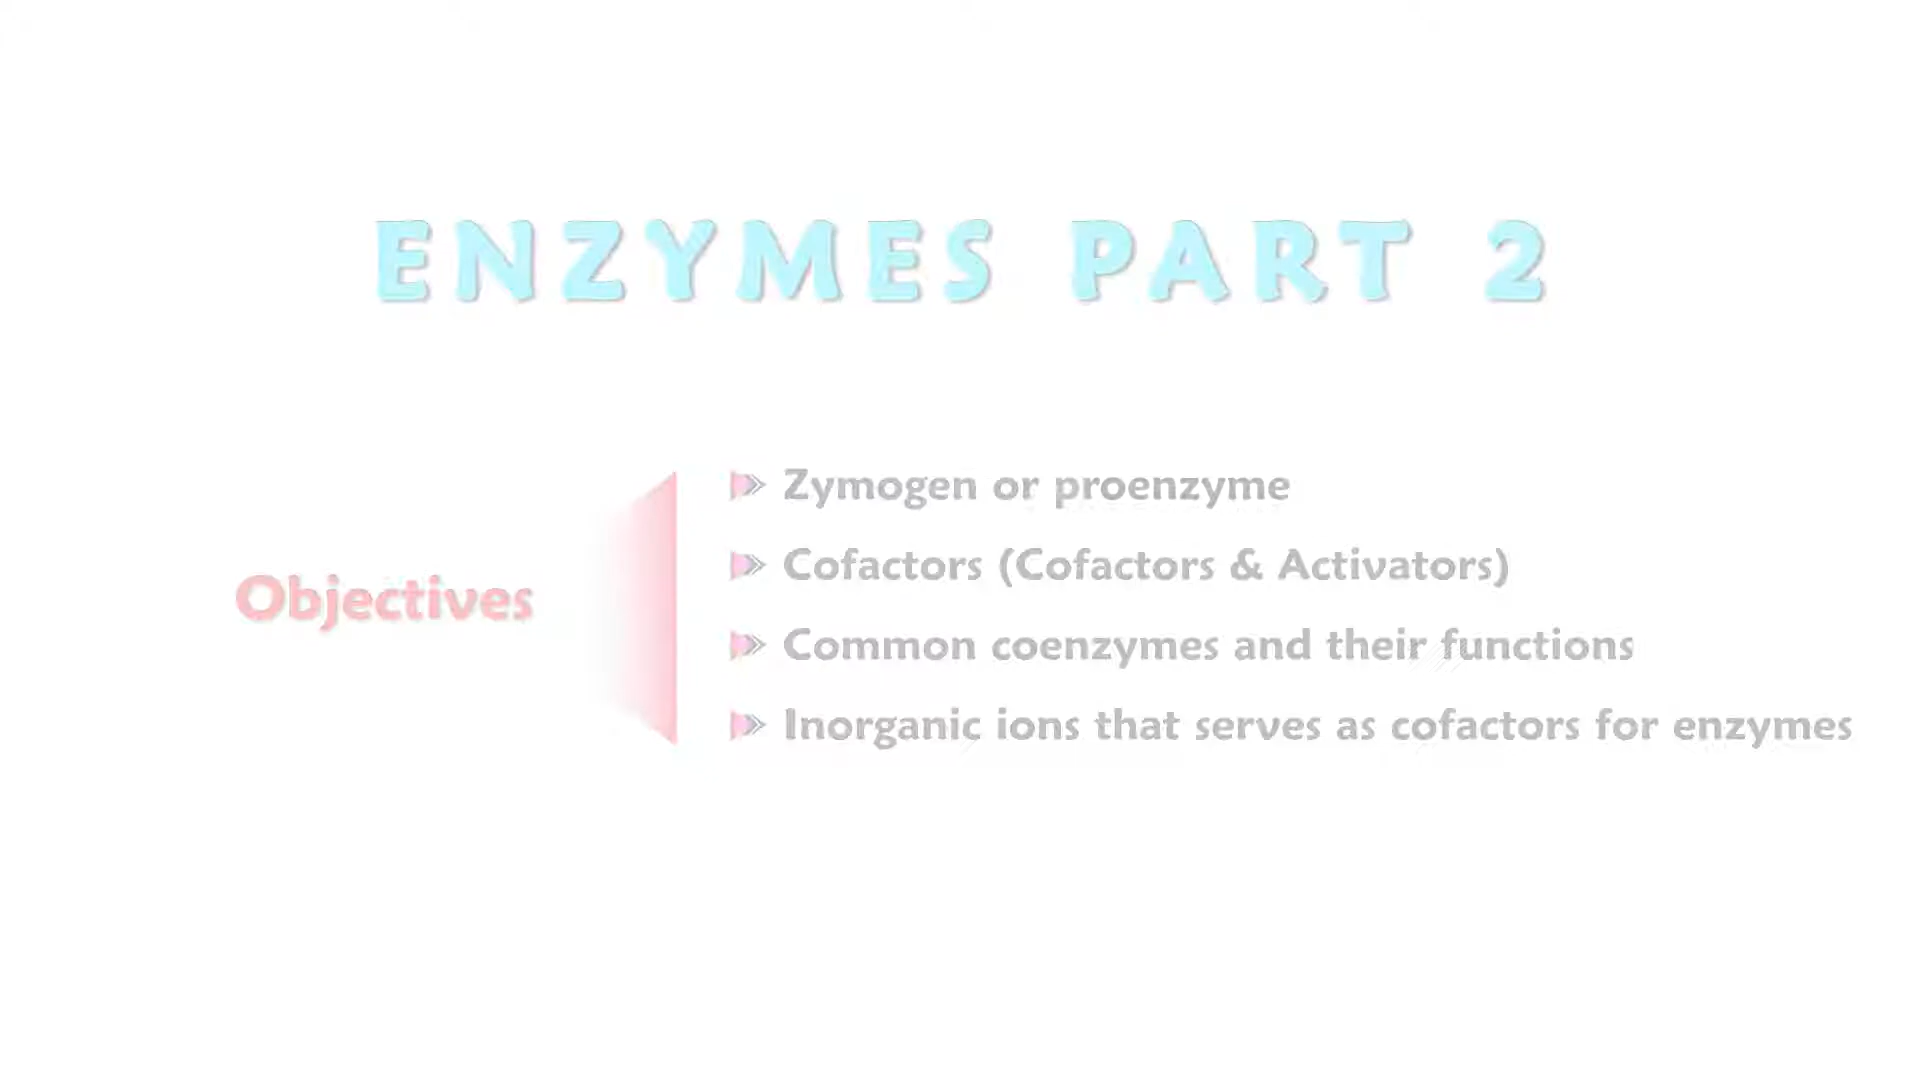 ENZYMES PART 2
Objectives
Zymogen or proenzyme
Cofactors (Cofactors & Activators)
Common coenzymes and their functions
Inorganic ions that serves as cofactors for enzymes